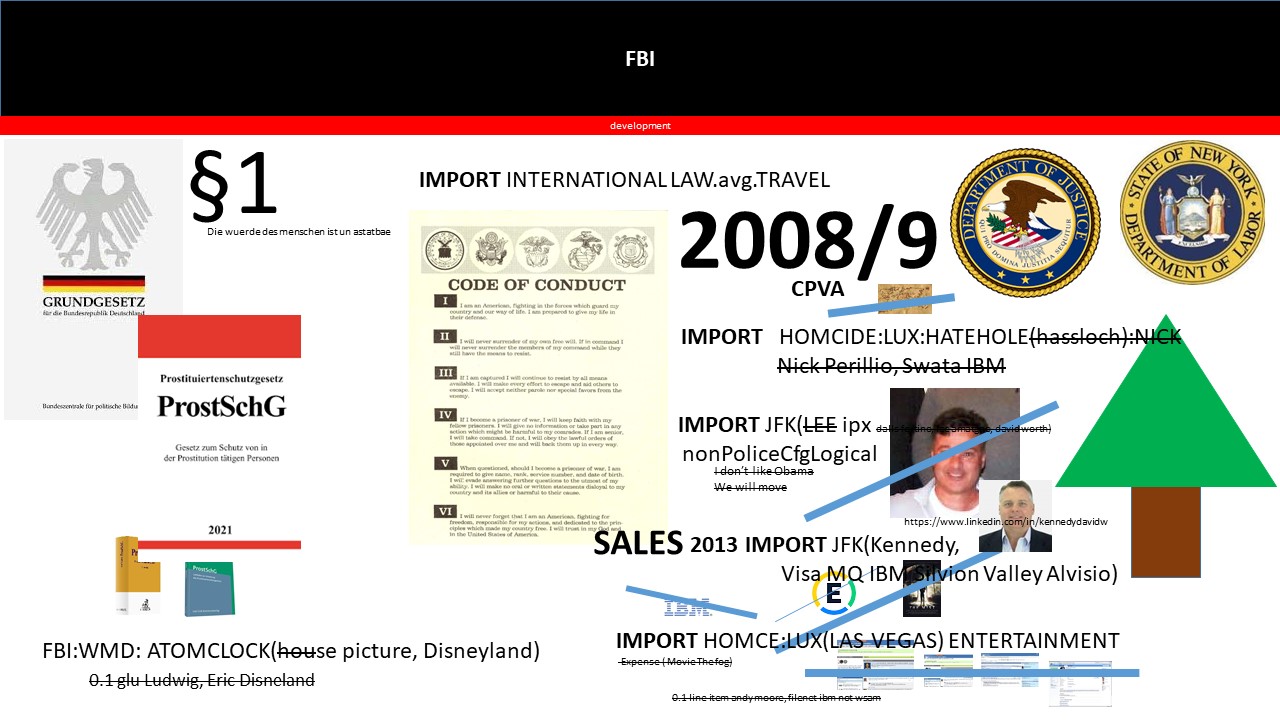 FBI
development
§1
Die wuerde des menschen ist un astabae
GRUNDGESETZ
für die Bundesrepublik Deutschland
Bundeszentrale für politische Bildu
Prostituiertenschutzgesetz
ProstSchG
Gesetz zum Schutz von in
der Prostitution tätigen Personen
2021
ProstSchG
FBI:WMD: ATOMCLOCK(house picture, Disneyland)
0.1 glu Ludwig, Eric Disneland
IMPORT INTERNATIONAL LAW.avg.TRAVEL
CODE OF CONDUCT
I
I am an American, fighting in the forces which guard my
country and our way of life. I am prepared to give my life in
their defense.
II
I will never surrender of my own free will. If in command I
will never surrender the members of my command while they
still have the means to resist.
III
If I am captured I will continue to resist by all means
available. I will make every effort to escape and aid others to
escape. I will accept neither parole nor special favors from the
enemy.
IV
If I become a prisoner of war, I will keep faith with my
fellow prisoners. I will give no information or take part in any
action which might be harmful to my comrades. If I am senior,
I will take command. If not, I will obey the lawful orders of
those appointed over me and will back them up in every way.
V
When questioned, should I become a prisoner of war, I am
required to give name, rank, service number, and date of birth.
I will evade answering further questions to the utmost of my
ability. I will make no oral or written statements disloyal to my
country and its allies or harmful to their cause.
VI
I will never forget that I am an American, fighting for
freedom, responsible for my actions, and dedicated to the prin-
ciples which made my country free. I will trust in my God and
in the United States of America.
2008/9
CPVA
DEPARTMENT OF JUSTICE
QUI PRO DOMINA JUSTITIA SEQUITUR
STATE OF NEW YORK
DEPARTMENT OF LABOR
EXCELSIOR
IMPORT HOMCIDE:LUX:HATEHOLE(hassloch):NICK
Nick Perillio, Swata IBM
IMPORT JFK(LEE ipx
david worth)
nonPoliceCfgLogical
I don't like Obama
We will move
https://www.linkedin.com/in/kennedydavidw
SALES 2013 IMPORT JFK(Kennedy,
Visa MQ IBM Silvion Valley Alvisio)
E
IBM
IMPORT HOMCE:LUX(LAS VEGAS) ENTERTAINMENT
Expense ( Movie The fog)
0.1 line item andy moore, filenet ibm not wsam